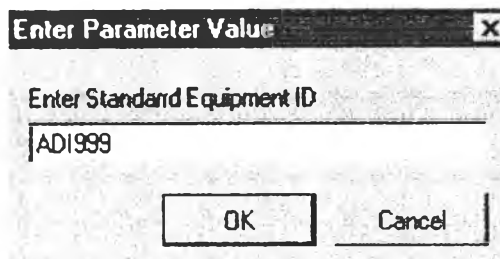 Enter Parameter Value
Enter Standard Equipment ID
ADI999
OK Cancel